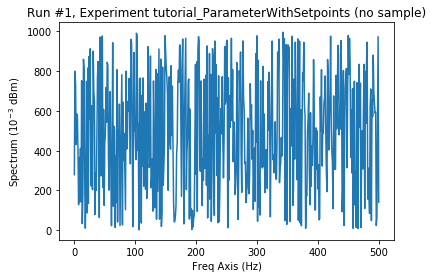 Run #1, Experiment tutorial_ParameterWithSetpoints (no sample)
1000
800
600
400
200
0
Spectrum (10⁻³ dBm)
0 100 200 300 400 500
Freq Axis (Hz)